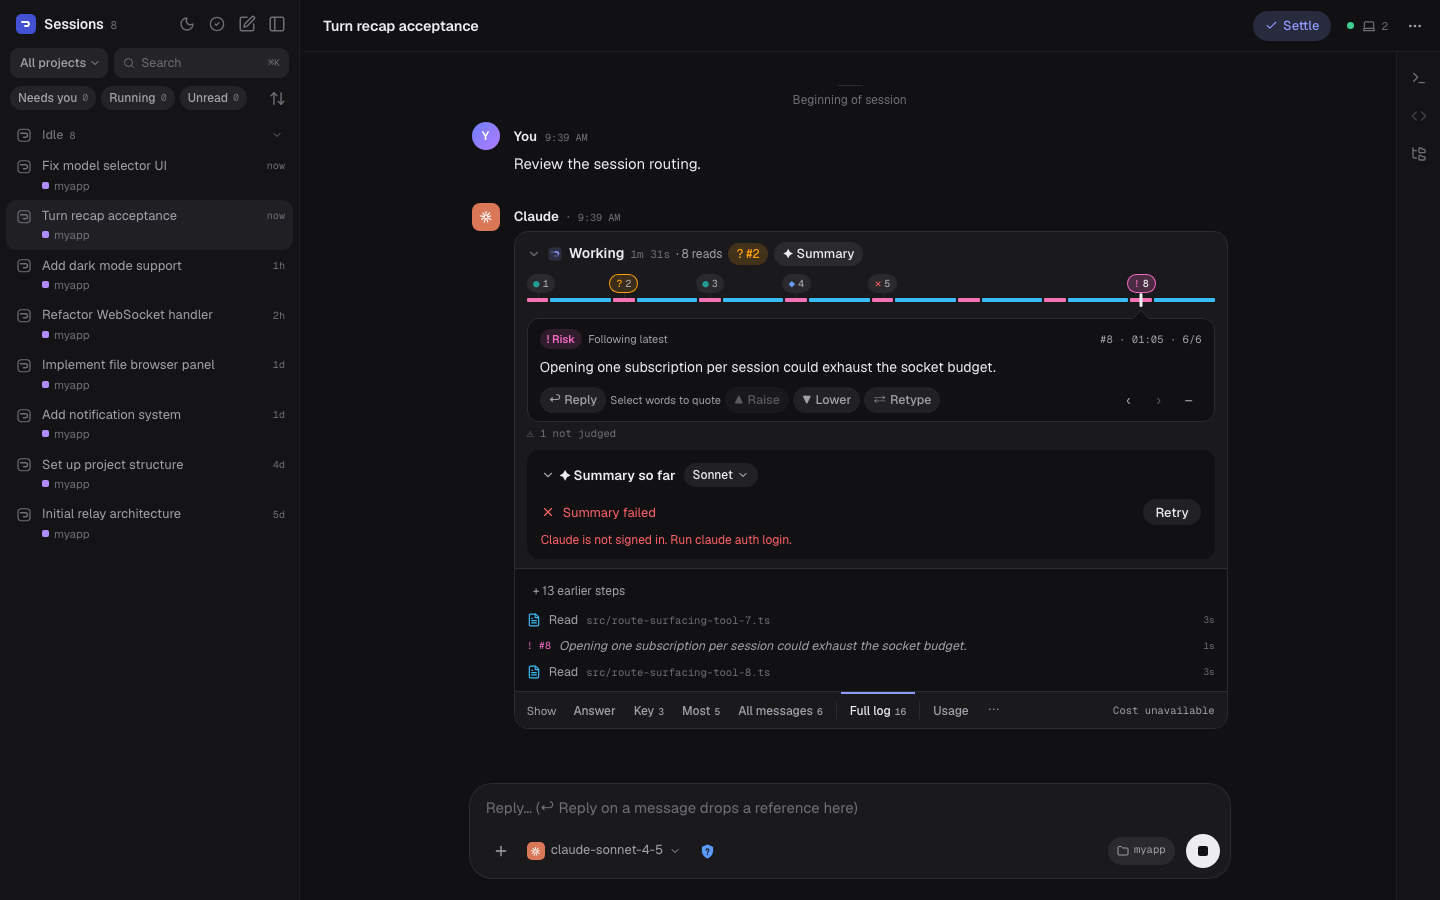 Sessions 8
All projects
Search ⌘K
Needs you 0
Running 0
Unread 0
Idle 8
Fix model selector UI now
myapp
Turn recap acceptance now
myapp
Add dark mode support 1h
myapp
Refactor WebSocket handler 2h
myapp
Implement file browser panel 1d
myapp
Add notification system 1d
myapp
Set up project structure 4d
myapp
Initial relay architecture 5d
myapp
Turn recap acceptance
Settle
2
Beginning of session
Y
You 9:39 AM
Review the session routing.
Claude · 9:39 AM
Working 1m 31s · 8 reads ? #2 ✦ Summary
1
? 2
3
4
× 5
! 8
! Risk Following latest #8 · 01:05 · 6/6
Opening one subscription per session could exhaust the socket budget.
↩ Reply Select words to quote ▲ Raise ▼ Lower ⇄ Retype ‹ › –
⚠ 1 not judged
✦ Summary so far Sonnet
Summary failed Retry
Claude is not signed in. Run claude auth login.
+ 13 earlier steps
Read src/route-surfacing-tool-7.ts 3s
! #8 Opening one subscription per session could exhaust the socket budget. 1s
Read src/route-surfacing-tool-8.ts 3s
Show Answer Key 3 Most 5 All messages 6 Full log 16 Usage ⋯ Cost unavailable
Reply... (↩ Reply on a message drops a reference here)
claude-sonnet-4-5
myapp